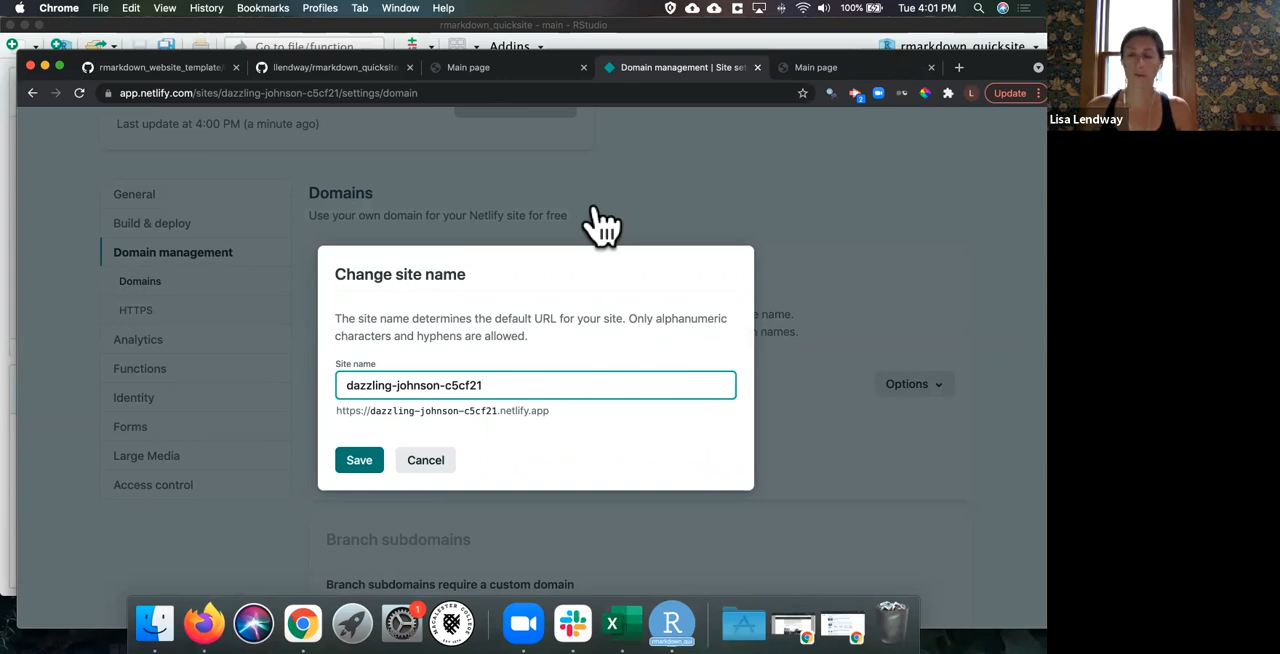 Chrome File Edit View History Bookmarks Profiles Tab Window Help 100% Tue 4:01 PM
rmarkdown_quicksite - main - RStudio
Go to file/function Addins rmarkdown_quicksite
rmarkdown_website_template/ llendway/rmarkdown_quicksite Main page Domain management | Site set Main page
app.netlify.com/sites/dazzling-johnson-c5cf21/settings/domain 2 L Update
Lisa Lendway
Last update at 4:00 PM (a minute ago)
General
Domains
Use your own domain for your Netlify site for free
Build & deploy
Domain management
Domains
HTTPS
Analytics
Functions
Identity
Forms
Large Media
Access control
Change site name
The site name determines the default URL for your site. Only alphanumeric
characters and hyphens are allowed.
Site name
dazzling-johnson-c5cf21
https://dazzling-johnson-c5cf21.netlify.app
Save Cancel
e name.
n names.
Options
Branch subdomains
Branch subdomains require a custom domain
1
rmarkdown_qui